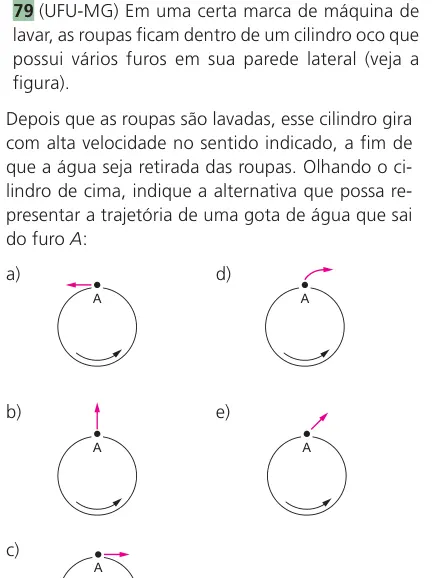 79 (UFU-MG) Em uma certa marca de máquina de
lavar, as roupas ficam dentro de um cilindro oco que
possui vários furos em sua parede lateral (veja a
figura).
Depois que as roupas são lavadas, esse cilindro gira
com alta velocidade no sentido indicado, a fim de
que a água seja retirada das roupas. Olhando o ci-
lindro de cima, indique a alternativa que possa re-
presentar a trajetória de uma gota de água que sai
do furo A:
a)
A
d)
A
b)
A
e)
A
c)
A